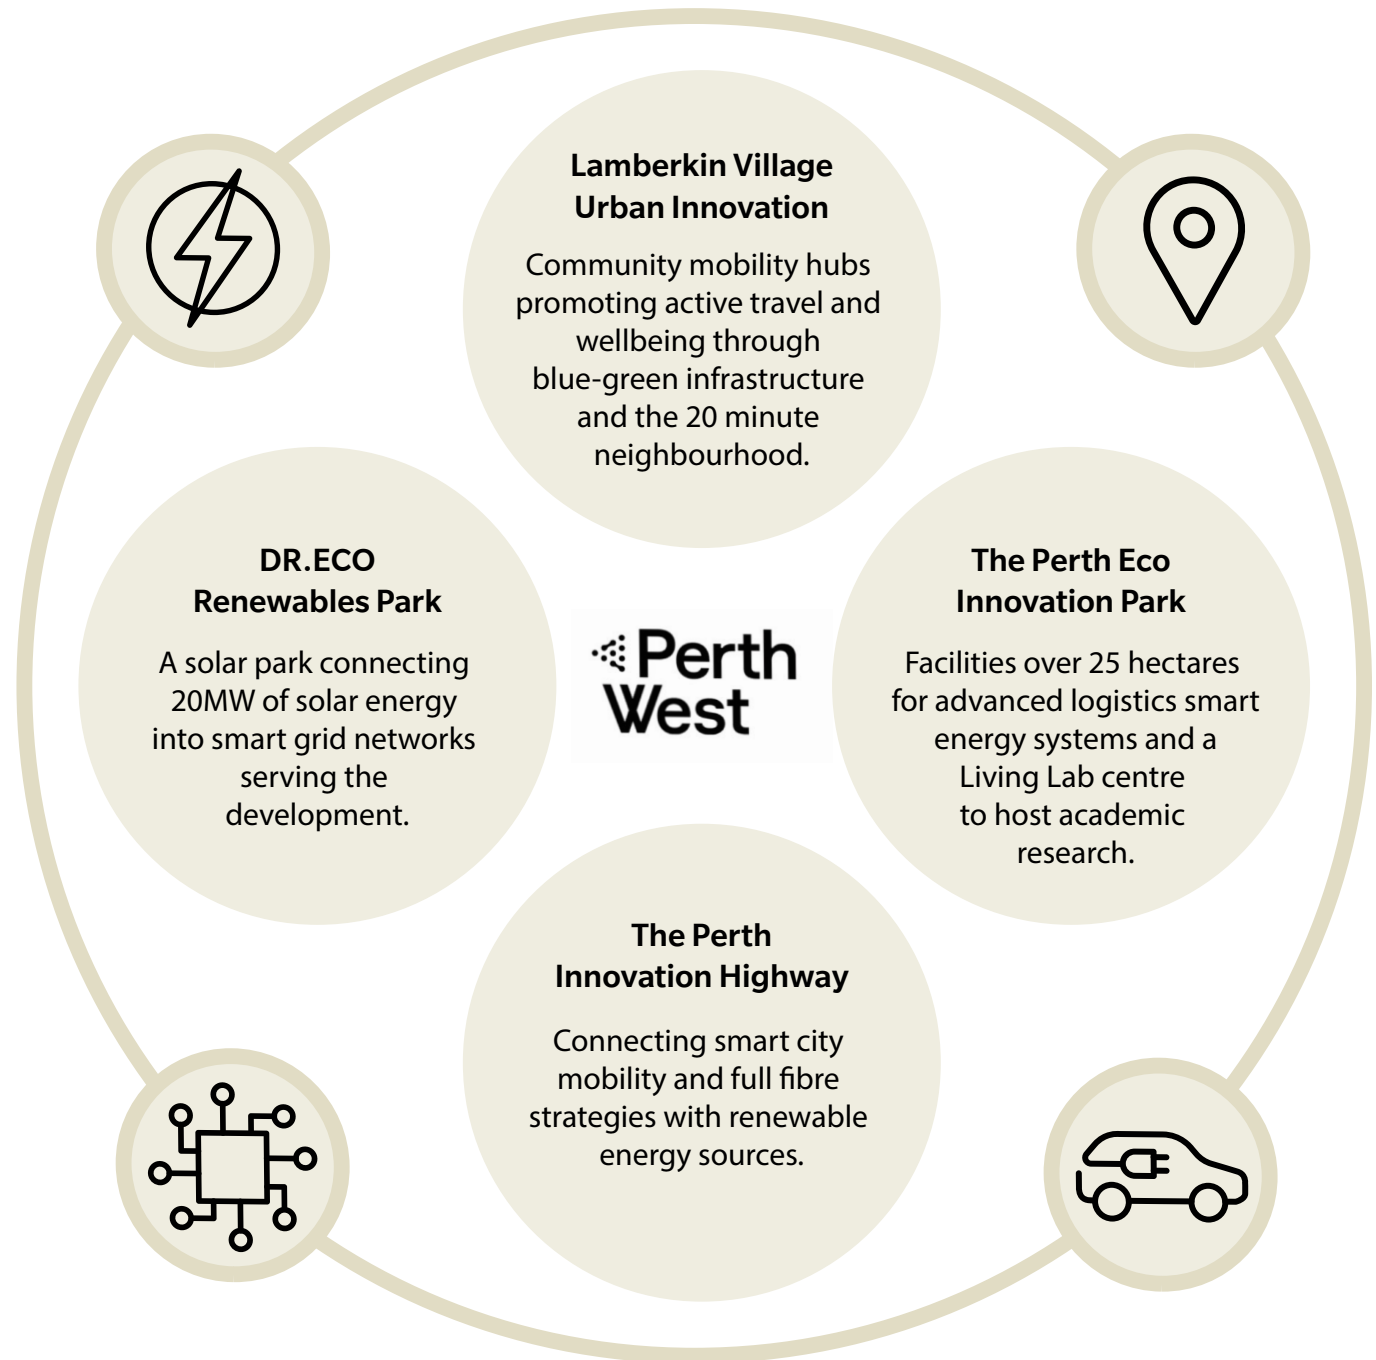 Lamberkin Village
Urban Innovation
Community mobility hubs
promoting active travel and
wellbeing through
blue-green infrastructure
and the 20 minute
neighbourhood.
DR.ECO
Renewables Park
A solar park connecting
20MW of solar energy
into smart grid networks
serving the
development.
Perth
West
The Perth Eco
Innovation Park
Facilities over 25 hectares
for advanced logistics smart
energy systems and a
Living Lab centre
to host academic
research.
The Perth
Innovation Highway
Connecting smart city
mobility and full fibre
strategies with renewable
energy sources.